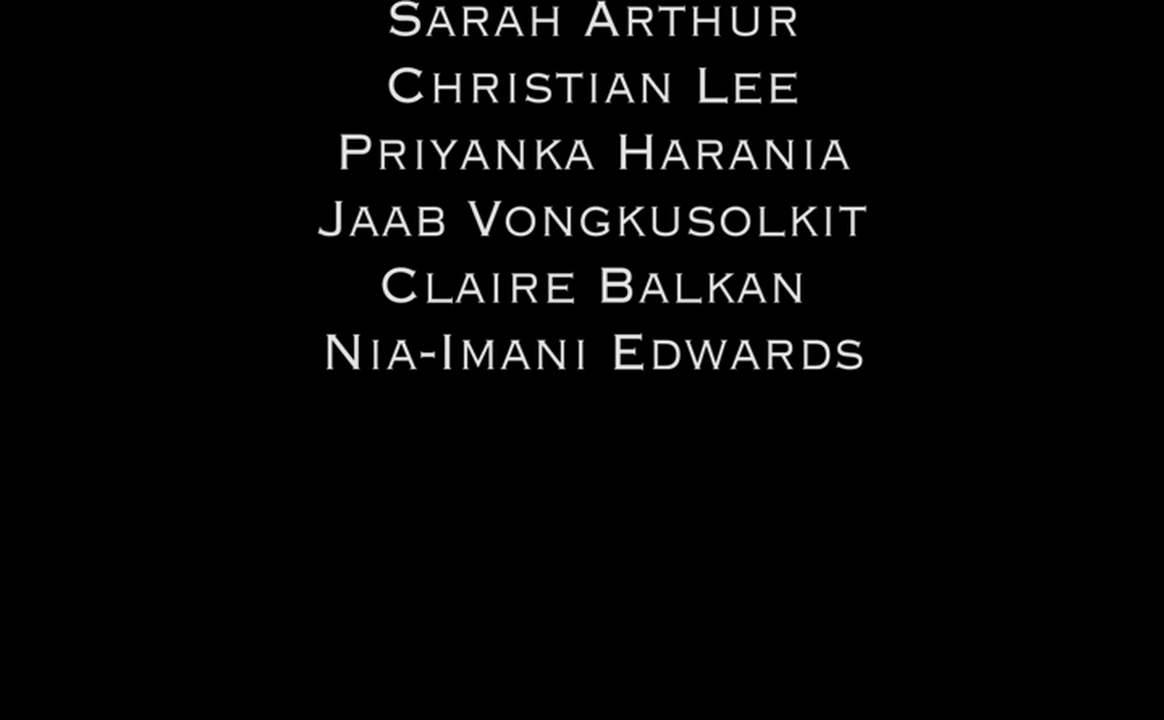 Sarah Arthur
Christian Lee
Priyanka Harania
Jaab Vongkusolkit
Claire Balkan
Nia-Imani Edwards